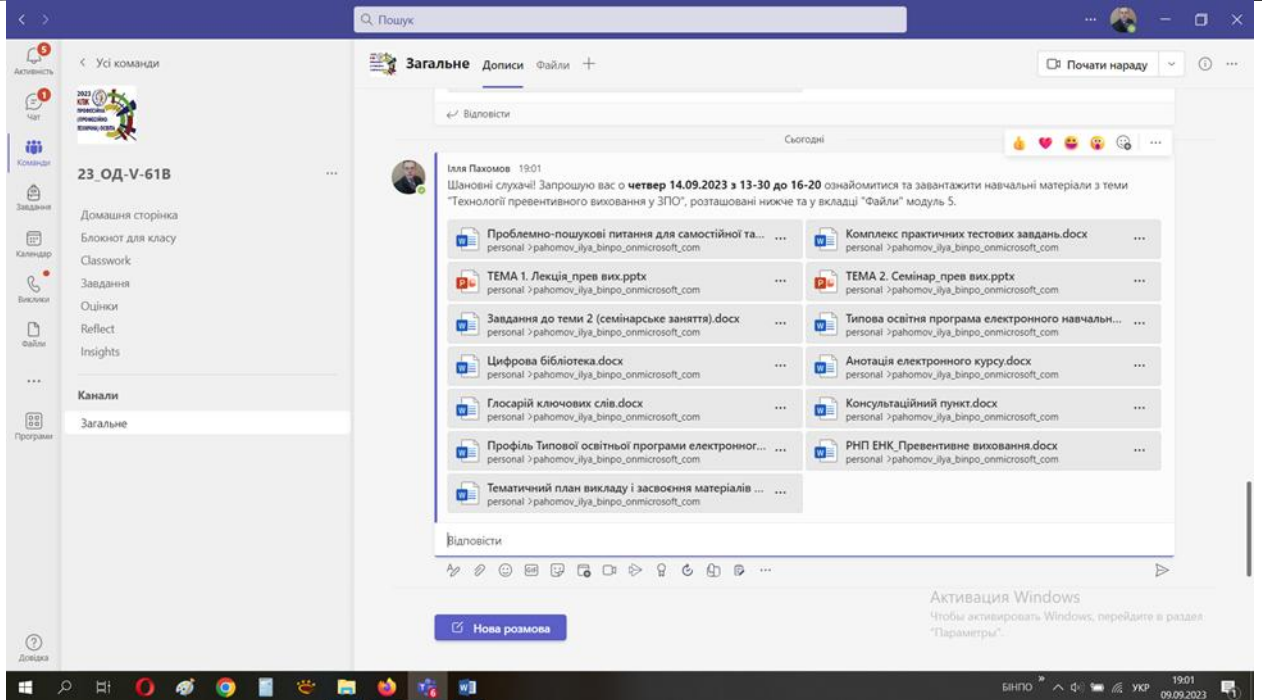 Пошук
Активність
5
Чат
1
Команди
Завдання
Календар
Виклики
Файли
Програми
Довідка
Усі команди
2023
23_ОД-V-61В
Домашня сторінка
Блокнот для класу
Classwork
Завдання
Оцінки
Reflect
Insights
Канали
Загальне
Загальне Дописи Файли
Почати нараду
Відповісти
Сьогодні
Ілля Пахомов 19:01
Шановні слухачі! Запрошую вас о четвер 14.09.2023 з 13-30 до 16-20 ознайомитися та завантажити навчальні матеріали з теми
"Технології превентивного виховання у ЗПО", розташовані нижче та у вкладці "Файли" модуль 5.
Проблемно-пошукові питання для самостійної та...
personal >pahomov_ilya_binpo_onmicrosoft_com
Комплекс практичних тестових завдань.docx
personal >pahomov_ilya_binpo_onmicrosoft_com
ТЕМА 1. Лекція_прев вих.pptx
personal >pahomov_ilya_binpo_onmicrosoft_com
ТЕМА 2. Семінар_прев вих.pptx
personal >pahomov_ilya_binpo_onmicrosoft_com
Завдання до теми 2 (семінарське заняття).docx
personal >pahomov_ilya_binpo_onmicrosoft_com
Типова освітня програма електронного навчальн...
personal >pahomov_ilya_binpo_onmicrosoft_com
Цифрова бібліотека.docx
personal >pahomov_ilya_binpo_onmicrosoft_com
Анотація електронного курсу.docx
personal >pahomov_ilya_binpo_onmicrosoft_com
Глосарій ключових слів.docx
personal >pahomov_ilya_binpo_onmicrosoft_com
Консультаційний пункт.docx
personal >pahomov_ilya_binpo_onmicrosoft_com
Профіль Типової освітньої програми електронног...
personal >pahomov_ilya_binpo_onmicrosoft_com
РНП ЕНК_Превентивне виховання.docx
personal >pahomov_ilya_binpo_onmicrosoft_com
Тематичний план викладу і засвоєння матеріалів ...
personal >pahomov_ilya_binpo_onmicrosoft_com
Відповісти
GIF
Нова розмова
Активация Windows
Чтобы активировать Windows, перейдите в раздел
"Параметры".
БІНПО
УКР
19:01
09.09.2023